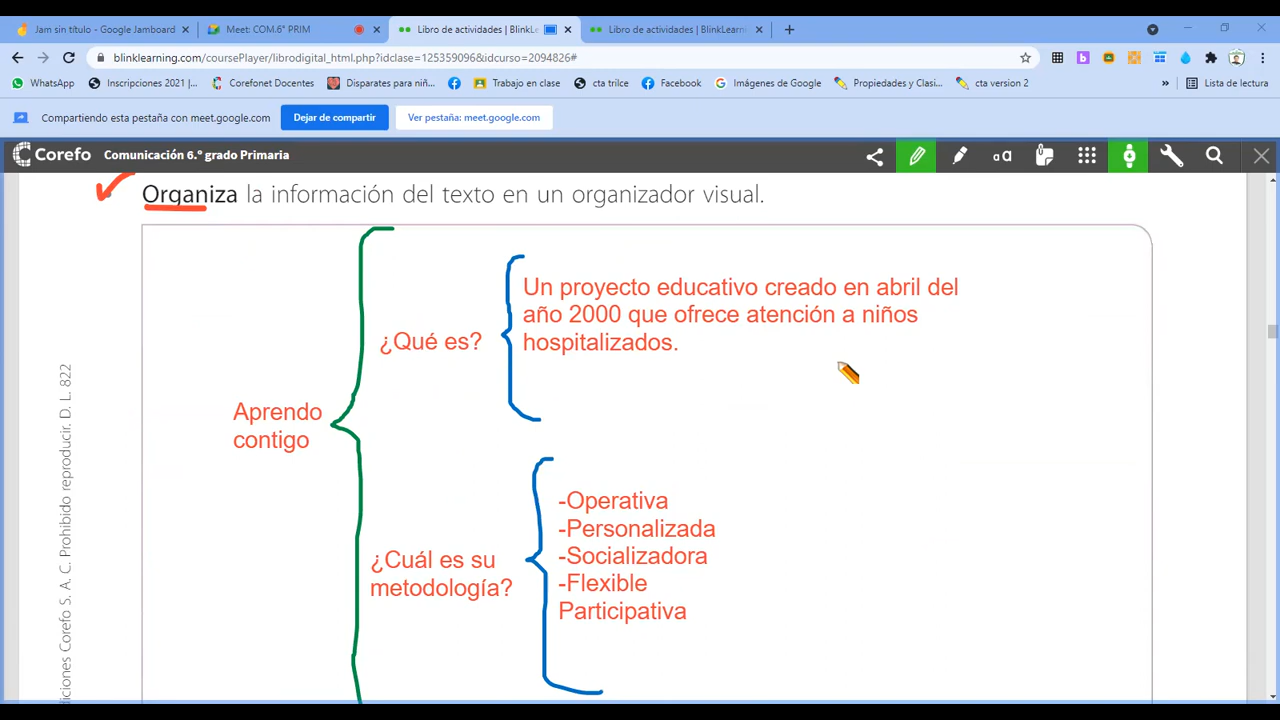 Jam sin título - Google Jamboard
Meet: COM.6° PRIM
Libro de actividades | BlinkLe
Libro de actividades | BlinkLearni
blinklearning.com/coursePlayer/librodigital_html.php?idclase=125359096&idcurso=2094826#
WhatsApp
Inscripciones 2021 |...
Corefonet Docentes
Disparates para niñ...
Trabajo en clase
cta trilce
Facebook
Imágenes de Google
Propiedades y Clasi...
cta version 2
»
Lista de lectura
Compartiendo esta pestaña con meet.google.com
Dejar de compartir
Ver pestaña: meet.google.com
Corefo
Comunicación 6.º grado Primaria
aA
Organiza la información del texto en un organizador visual.
Un proyecto educativo creado en abril del
año 2000 que ofrece atención a niños
hospitalizados.
¿Qué es?
Aprendo
contigo
-Operativa
-Personalizada
-Socializadora
-Flexible
Participativa
¿Cuál es su
metodología?
diciones Corefo S. A. C. Prohibido reproducir. D. L. 822